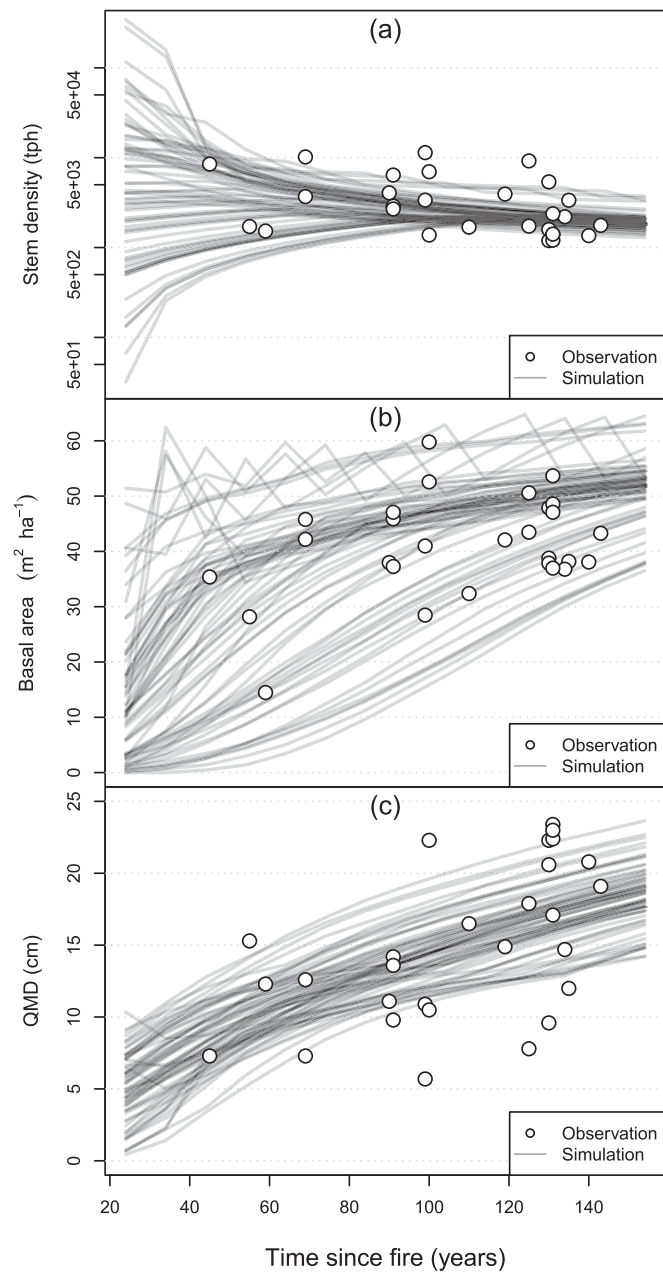 (a)
Stem density (tph)
5e+04
5e+03
5e+02
5e+01
Observation
Simulation
(b)
Basal area (m² ha⁻¹)
60
50
40
30
20
10
0
Observation
Simulation
(c)
QMD (cm)
25
20
15
10
5
0
Observation
Simulation
20 40 60 80 100 120 140
Time since fire (years)